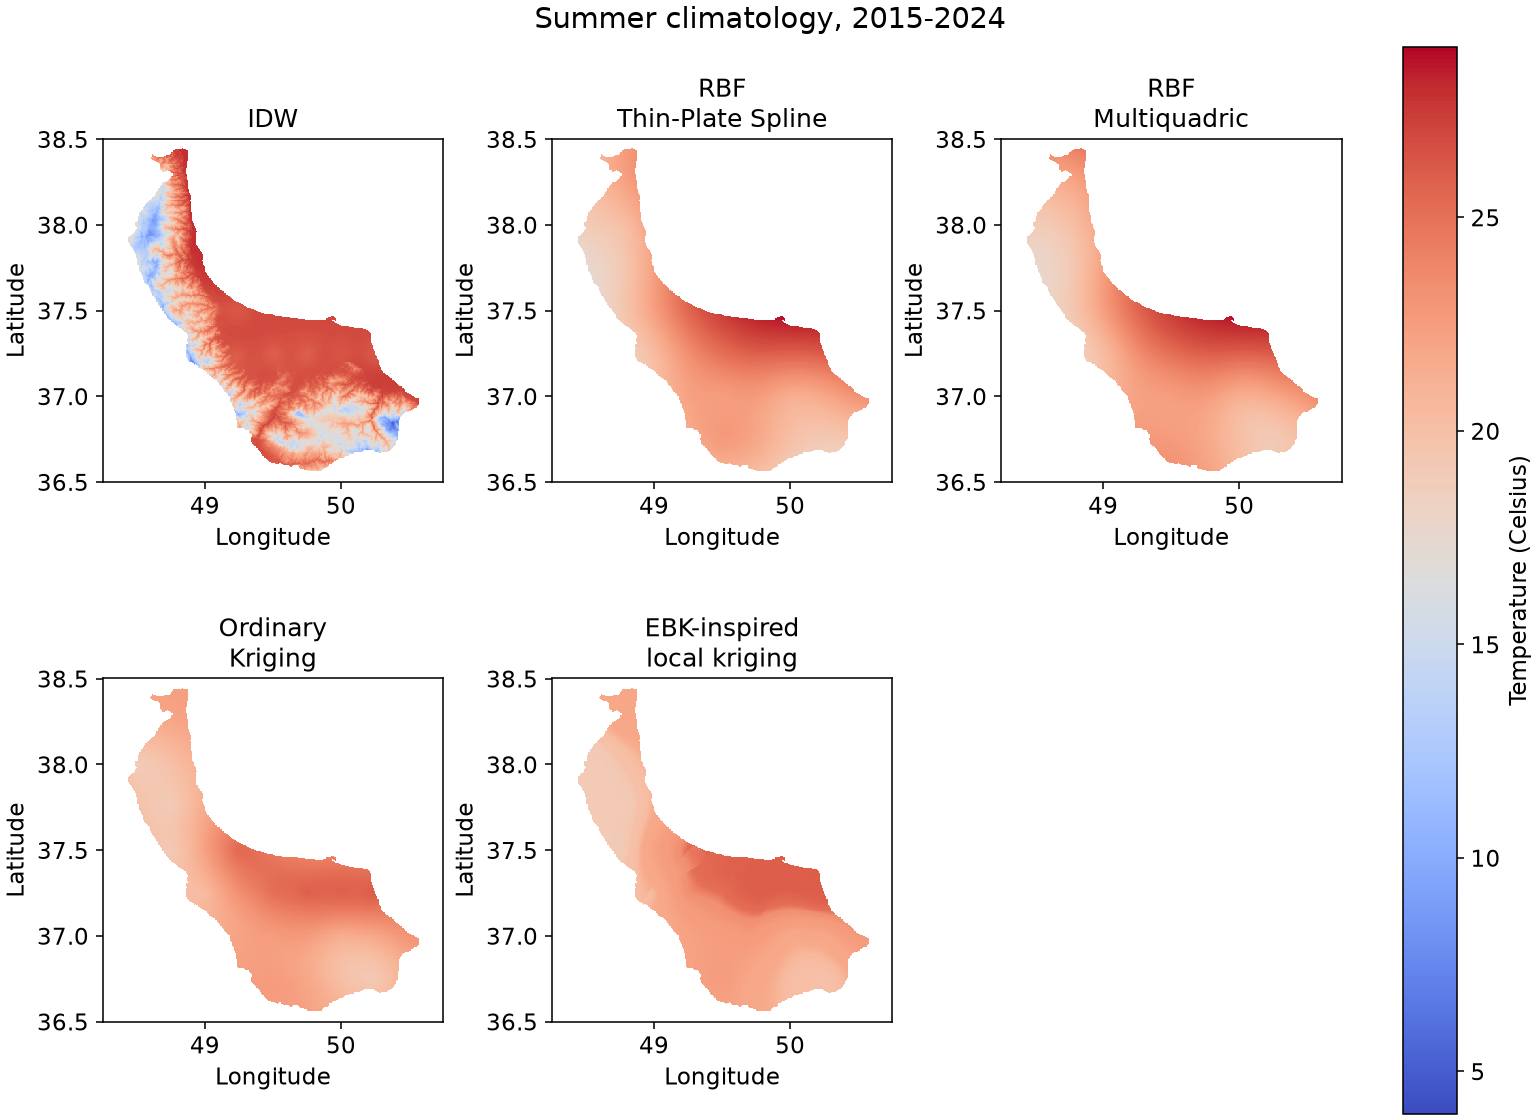 Summer climatology, 2015-2024
IDW
RBF
Thin-Plate Spline
RBF
Multiquadric
38.5
38.0
37.5
37.0
36.5
Latitude
49 50
Longitude
38.5
38.0
37.5
37.0
36.5
Latitude
49 50
Longitude
38.5
38.0
37.5
37.0
36.5
Latitude
49 50
Longitude
Ordinary
Kriging
38.5
38.0
37.5
37.0
36.5
Latitude
49 50
Longitude
EBK-inspired
local kriging
38.5
38.0
37.5
37.0
36.5
Latitude
49 50
Longitude
25
20
15
10
5
Temperature (Celsius)